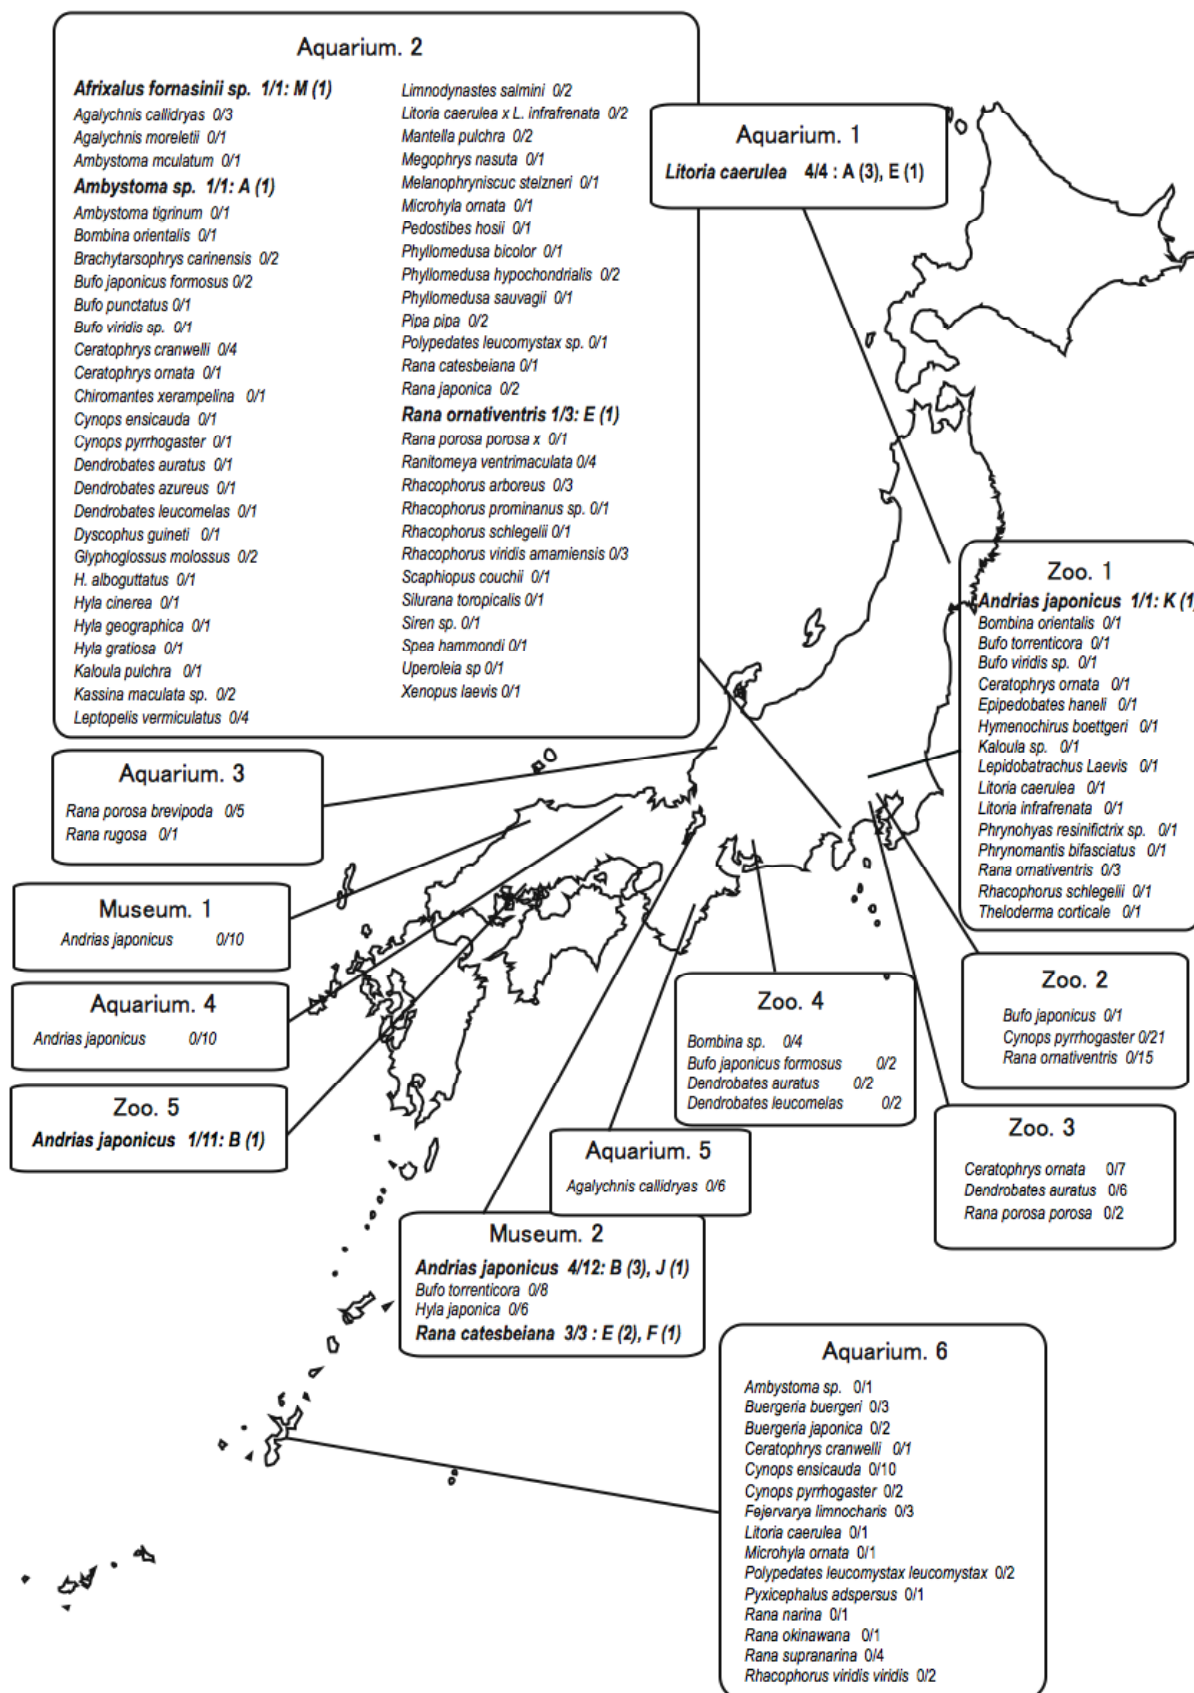 Aquarium. 2
Afrixalus fornasinii sp. 1/1: M (1)
Agalychnis callidryas 0/3
Agalychnis moreletii 0/1
Ambystoma mculatum 0/1
Ambystoma sp. 1/1: A (1)
Ambystoma tigrinum 0/1
Bombina orientalis 0/1
Brachytarsophrys carinensis 0/2
Bufo japonicus formosus 0/2
Bufo punctatus 0/1
Bufo viridis sp. 0/1
Ceratophrys cranwelli 0/4
Ceratophrys ornata 0/1
Chiromantes xerampelina 0/1
Cynops ensicauda 0/1
Cynops pyrrhogaster 0/1
Dendrobates auratus 0/1
Dendrobates azureus 0/1
Dendrobates leucomelas 0/1
Dyscophus guineti 0/1
Glyphoglossus molossus 0/2
H. alboguttatus 0/1
Hyla cinerea 0/1
Hyla geographica 0/1
Hyla gratiosa 0/1
Kaloula pulchra 0/1
Kassina maculata sp. 0/2
Leptopelis vermiculatus 0/4
Limnodynastes salmini 0/2
Litoria caerulea x L. infrafrenata 0/2
Mantella pulchra 0/2
Megophrys nasuta 0/1
Melanophryniscuc stelzneri 0/1
Microhyla ornata 0/1
Pedostibes hosii 0/1
Phyllomedusa bicolor 0/1
Phyllomedusa hypochondrialis 0/2
Phyllomedusa sauvagii 0/1
Pipa pipa 0/2
Polypedates leucomystax sp. 0/1
Rana catesbeiana 0/1
Rana japonica 0/2
Rana ornativentris 1/3: E (1)
Rana porosa porosa x 0/1
Ranitomeya ventrimaculata 0/4
Rhacophorus arboreus 0/3
Rhacophorus prominanus sp. 0/1
Rhacophorus schlegelii 0/1
Rhacophorus viridis amamiensis 0/3
Scaphiopus couchii 0/1
Silurana toropicalis 0/1
Siren sp. 0/1
Spea hammondi 0/1
Uperoleia sp 0/1
Xenopus laevis 0/1
Aquarium. 1
Litoria caerulea 4/4 : A (3), E (1)
Zoo. 1
Andrias japonicus 1/1: K (1)
Bombina orientalis 0/1
Bufo torrenticora 0/1
Bufo viridis sp. 0/1
Ceratophrys ornata 0/1
Epipedobates haneli 0/1
Hymenochirus boettgeri 0/1
Kaloula sp. 0/1
Lepidobatrachus Laevis 0/1
Litoria caerulea 0/1
Litoria infrafrenata 0/1
Phrynohyas resinifictrix sp. 0/1
Phrynomantis bifasciatus 0/1
Rana ornativentris 0/3
Rhacophorus schlegelii 0/1
Theloderma corticale 0/1
Aquarium. 3
Rana porosa brevipoda 0/5
Rana rugosa 0/1
Museum. 1
Andrias japonicus 0/10
Aquarium. 4
Andrias japonicus 0/10
Zoo. 5
Andrias japonicus 1/11: B (1)
Zoo. 4
Bombina sp. 0/4
Bufo japonicus formosus 0/2
Dendrobates auratus 0/2
Dendrobates leucomelas 0/2
Zoo. 2
Bufo japonicus 0/1
Cynops pyrrhogaster 0/21
Rana ornativentris 0/15
Zoo. 3
Ceratophrys ornata 0/7
Dendrobates auratus 0/6
Rana porosa porosa 0/2
Aquarium. 5
Agalychnis callidryas 0/6
Museum. 2
Andrias japonicus 4/12: B (3), J (1)
Bufo torrenticora 0/8
Hyla japonica 0/6
Rana catesbeiana 3/3 : E (2), F (1)
Aquarium. 6
Ambystoma sp. 0/1
Buergeria buergeri 0/3
Buergeria japonica 0/2
Ceratophrys cranwelli 0/1
Cynops ensicauda 0/10
Cynops pyrrhogaster 0/2
Fejervarya limnocharis 0/3
Litoria caerulea 0/1
Microhyla ornata 0/1
Polypedates leucomystax leucomystax 0/2
Pyxicephalus adspersus 0/1
Rana narina 0/1
Rana okinawana 0/1
Rana supranarina 0/4
Rhacophorus viridis viridis 0/2